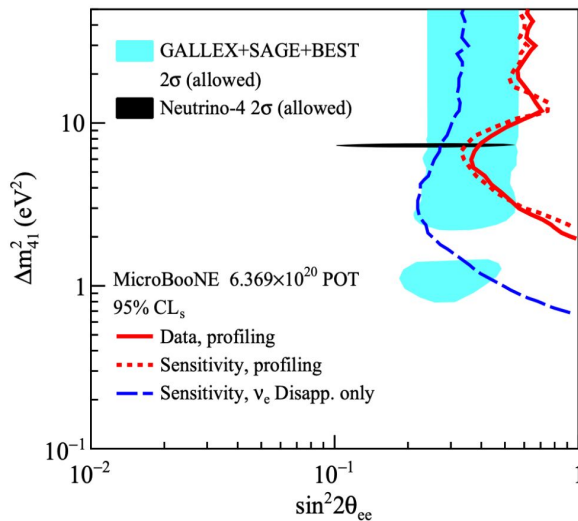 GALLEX+SAGE+BEST
2σ (allowed)
Neutrino-4 2σ (allowed)
10
Δm²₄₁ (eV²)
1
MicroBooNE 6.369×10²⁰ POT
95% CLₛ
Data, profiling
Sensitivity, profiling
Sensitivity, νₑ Disapp. only
10⁻¹
10⁻² 10⁻¹ 1
sin²2θₑₑ